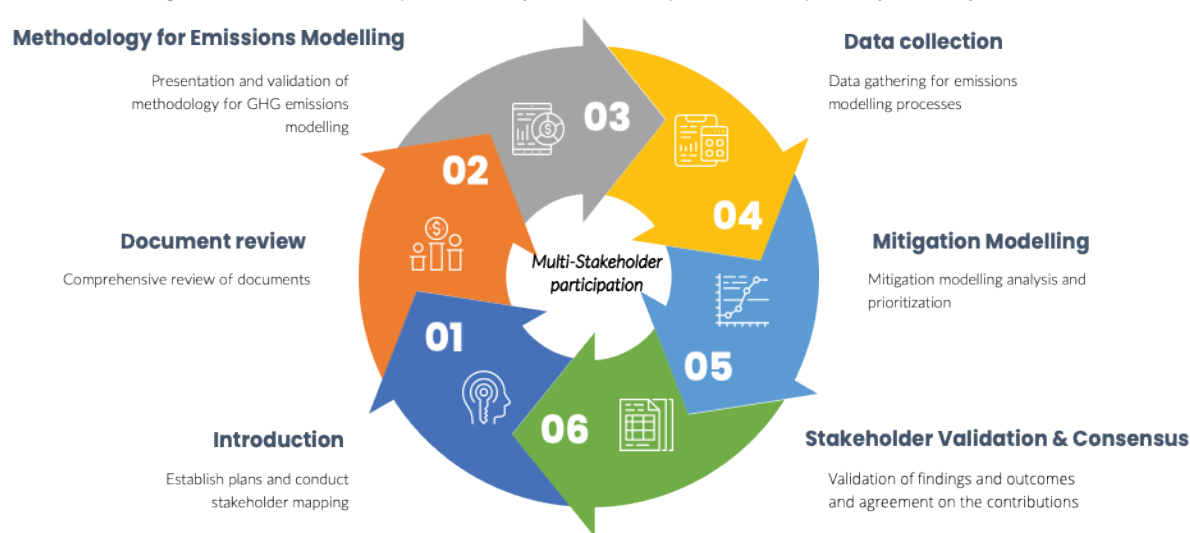 Methodology for Emissions Modelling
Presentation and validation of
methodology for GHG emissions
modelling
Data collection
Data gathering for emissions
modelling processes
03
02
04
Document review
Comprehensive review of documents
Multi-Stakeholder
participation
Mitigation Modelling
Mitigation modelling analysis and
prioritization
01
05
06
Introduction
Establish plans and conduct
stakeholder mapping
Stakeholder Validation & Consensus
Validation of findings and outcomes
and agreement on the contributions